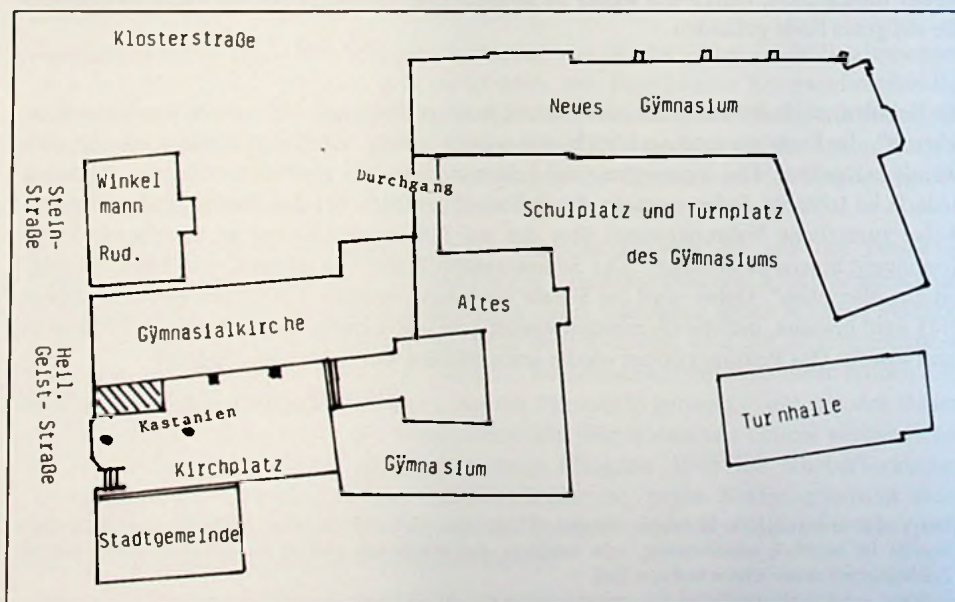 Klosterstraße
Neues Gÿmnasium
Winkel
mann
Rud.
Stein-
Straße
Durchgang
Schulplatz und Turnplatz
des Gÿmnasiums
Altes
Gÿmnasialkirche
Heil.
Geist-Straße
Kastanien
Kirchplatz
Gÿmnasium
Turnhalle
Stadtgemeinde